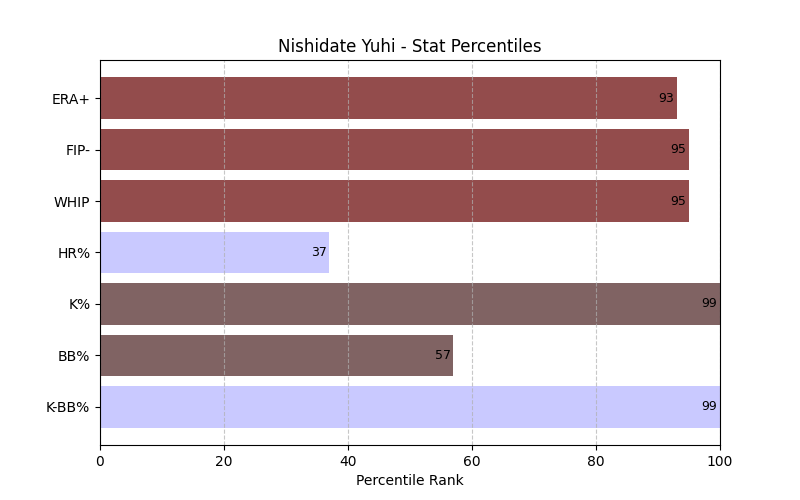 Nishidate Yuhi - Stat Percentiles
ERA+ 93
FIP- 95
WHIP 95
HR% 37
K% 99
BB% 57
K-BB% 99
0 20 40 60 80 100
Percentile Rank